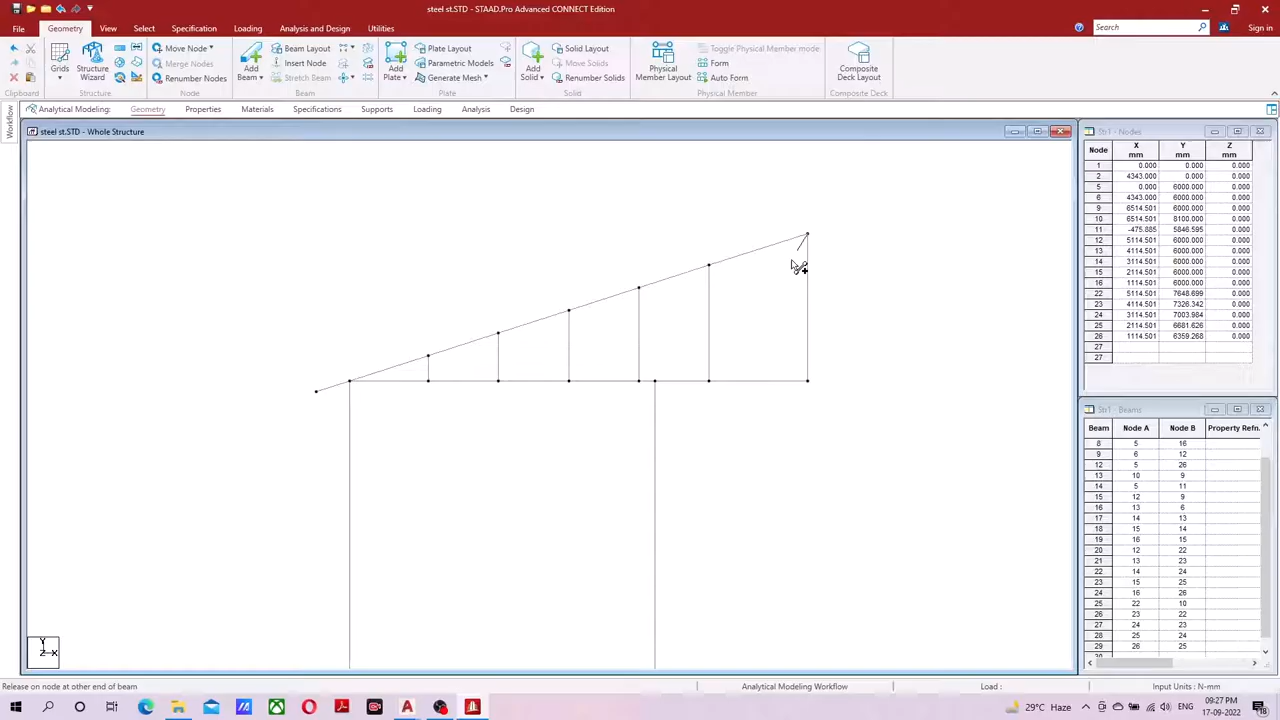 steel st.STD - STAAD.Pro Advanced CONNECT Edition
File Geometry View Select Specification Loading Analysis and Design Utilities
Search
Sign in
Grids
Structure Wizard
Clipboard
Structure
Move Node
Merge Nodes
Renumber Nodes
Node
Add Beam
Beam Layout
Insert Node
Stretch Beam
Beam
Add Plate
Plate Layout
Parametric Models
Generate Mesh
Plate
Add Solid
Solid Layout
Move Solids
Renumber Solids
Solid
Physical Member Layout
Toggle Physical Member mode
Form
Auto Form
Physical Member
Composite Deck Layout
Composite Deck
Analytical Modeling: Geometry Properties Materials Specifications Supports Loading Analysis Design
Workflow
steel st.STD - Whole Structure
Str1 - Nodes
Node X mm Y mm Z mm
1 0.000 0.000 0.000
2 4343.000 0.000 0.000
5 0.000 6000.000 0.000
6 4343.000 6000.000 0.000
9 6514.501 6000.000 0.000
10 6514.501 8100.000 0.000
11 -475.885 5846.595 0.000
12 5114.501 6000.000 0.000
13 4114.501 6000.000 0.000
14 3114.501 6000.000 0.000
15 2114.501 6000.000 0.000
16 1114.501 6000.000 0.000
22 5114.501 7648.699 0.000
23 4114.501 7326.342 0.000
24 3114.501 7003.984 0.000
25 2114.501 6681.626 0.000
26 1114.501 6359.268 0.000
27
27
Str1 - Beams
Beam Node A Node B Property Refn.
8 5 16
9 6 12
12 5 26
13 10 9
14 5 11
15 12 9
16 13 6
17 14 13
18 15 14
19 16 15
20 12 22
21 13 23
22 14 24
23 15 25
24 16 26
25 22 10
26 23 22
27 24 23
28 25 24
29 26 25
Y
Z X
Release on node at other end of beam
Analytical Modeling Workflow
Load :
Input Units : N-mm
29°C Haze
ENG
09:27 PM
17-09-2022